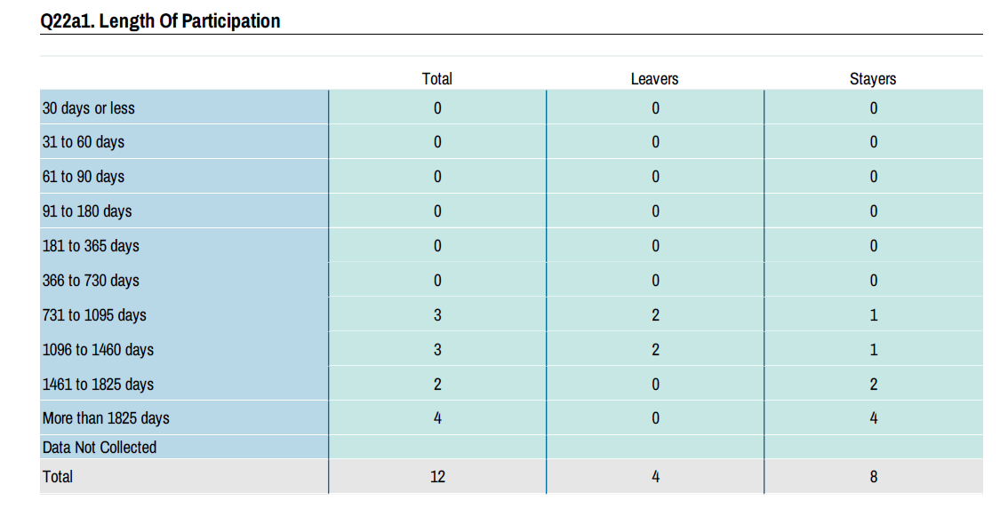 Q22a1. Length Of Participation
Total Leavers Stayers
30 days or less 0 0 0
31 to 60 days 0 0 0
61 to 90 days 0 0 0
91 to 180 days 0 0 0
181 to 365 days 0 0 0
366 to 730 days 0 0 0
731 to 1095 days 3 2 1
1096 to 1460 days 3 2 1
1461 to 1825 days 2 0 2
More than 1825 days 4 0 4
Data Not Collected
Total 12 4 8